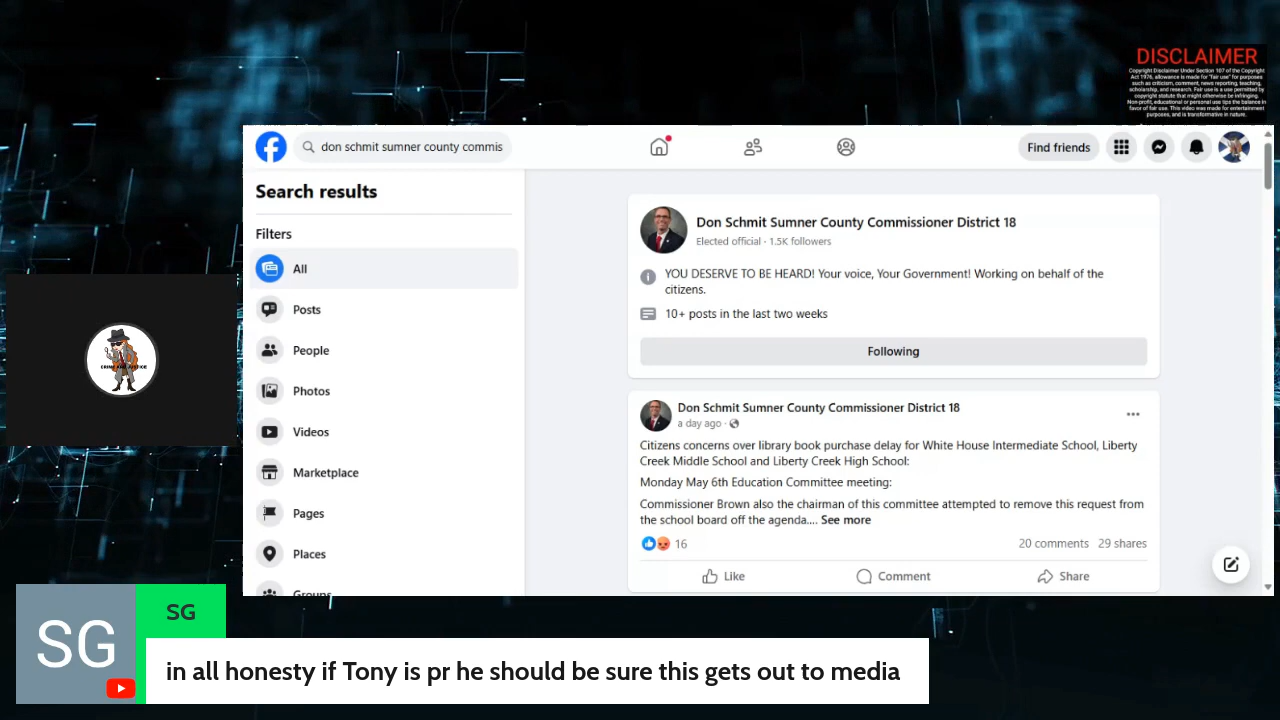 DISCLAIMER
Copyright Disclaimer Under Section 107 of the Copyright
Act 1976, allowance is made for "fair use" for purposes
such as criticism, comment, news reporting, teaching,
scholarship, and research. Fair use is a use permitted by
copyright statute that might otherwise be infringing.
Non-profit, educational or personal use tips the balance in
favor of fair use. This video was made for entertainment
purposes, and is transformative in nature.
don schmit sumner county commis
Find friends
Search results
Filters
All
Posts
People
Photos
Videos
Marketplace
Pages
Places
Groups
Don Schmit Sumner County Commissioner District 18
Elected official · 1.5K followers
YOU DESERVE TO BE HEARD! Your voice, Your Government! Working on behalf of the
citizens.
10+ posts in the last two weeks
Following
Don Schmit Sumner County Commissioner District 18
a day ago ·
Citizens concerns over library book purchase delay for White House Intermediate School, Liberty
Creek Middle School and Liberty Creek High School:
Monday May 6th Education Committee meeting:
Commissioner Brown also the chairman of this committee attempted to remove this request from
the school board off the agenda.... See more
16
20 comments 29 shares
Like
Comment
Share
CRIME AND JUSTICE
SG
SG
in all honesty if Tony is pr he should be sure this gets out to media